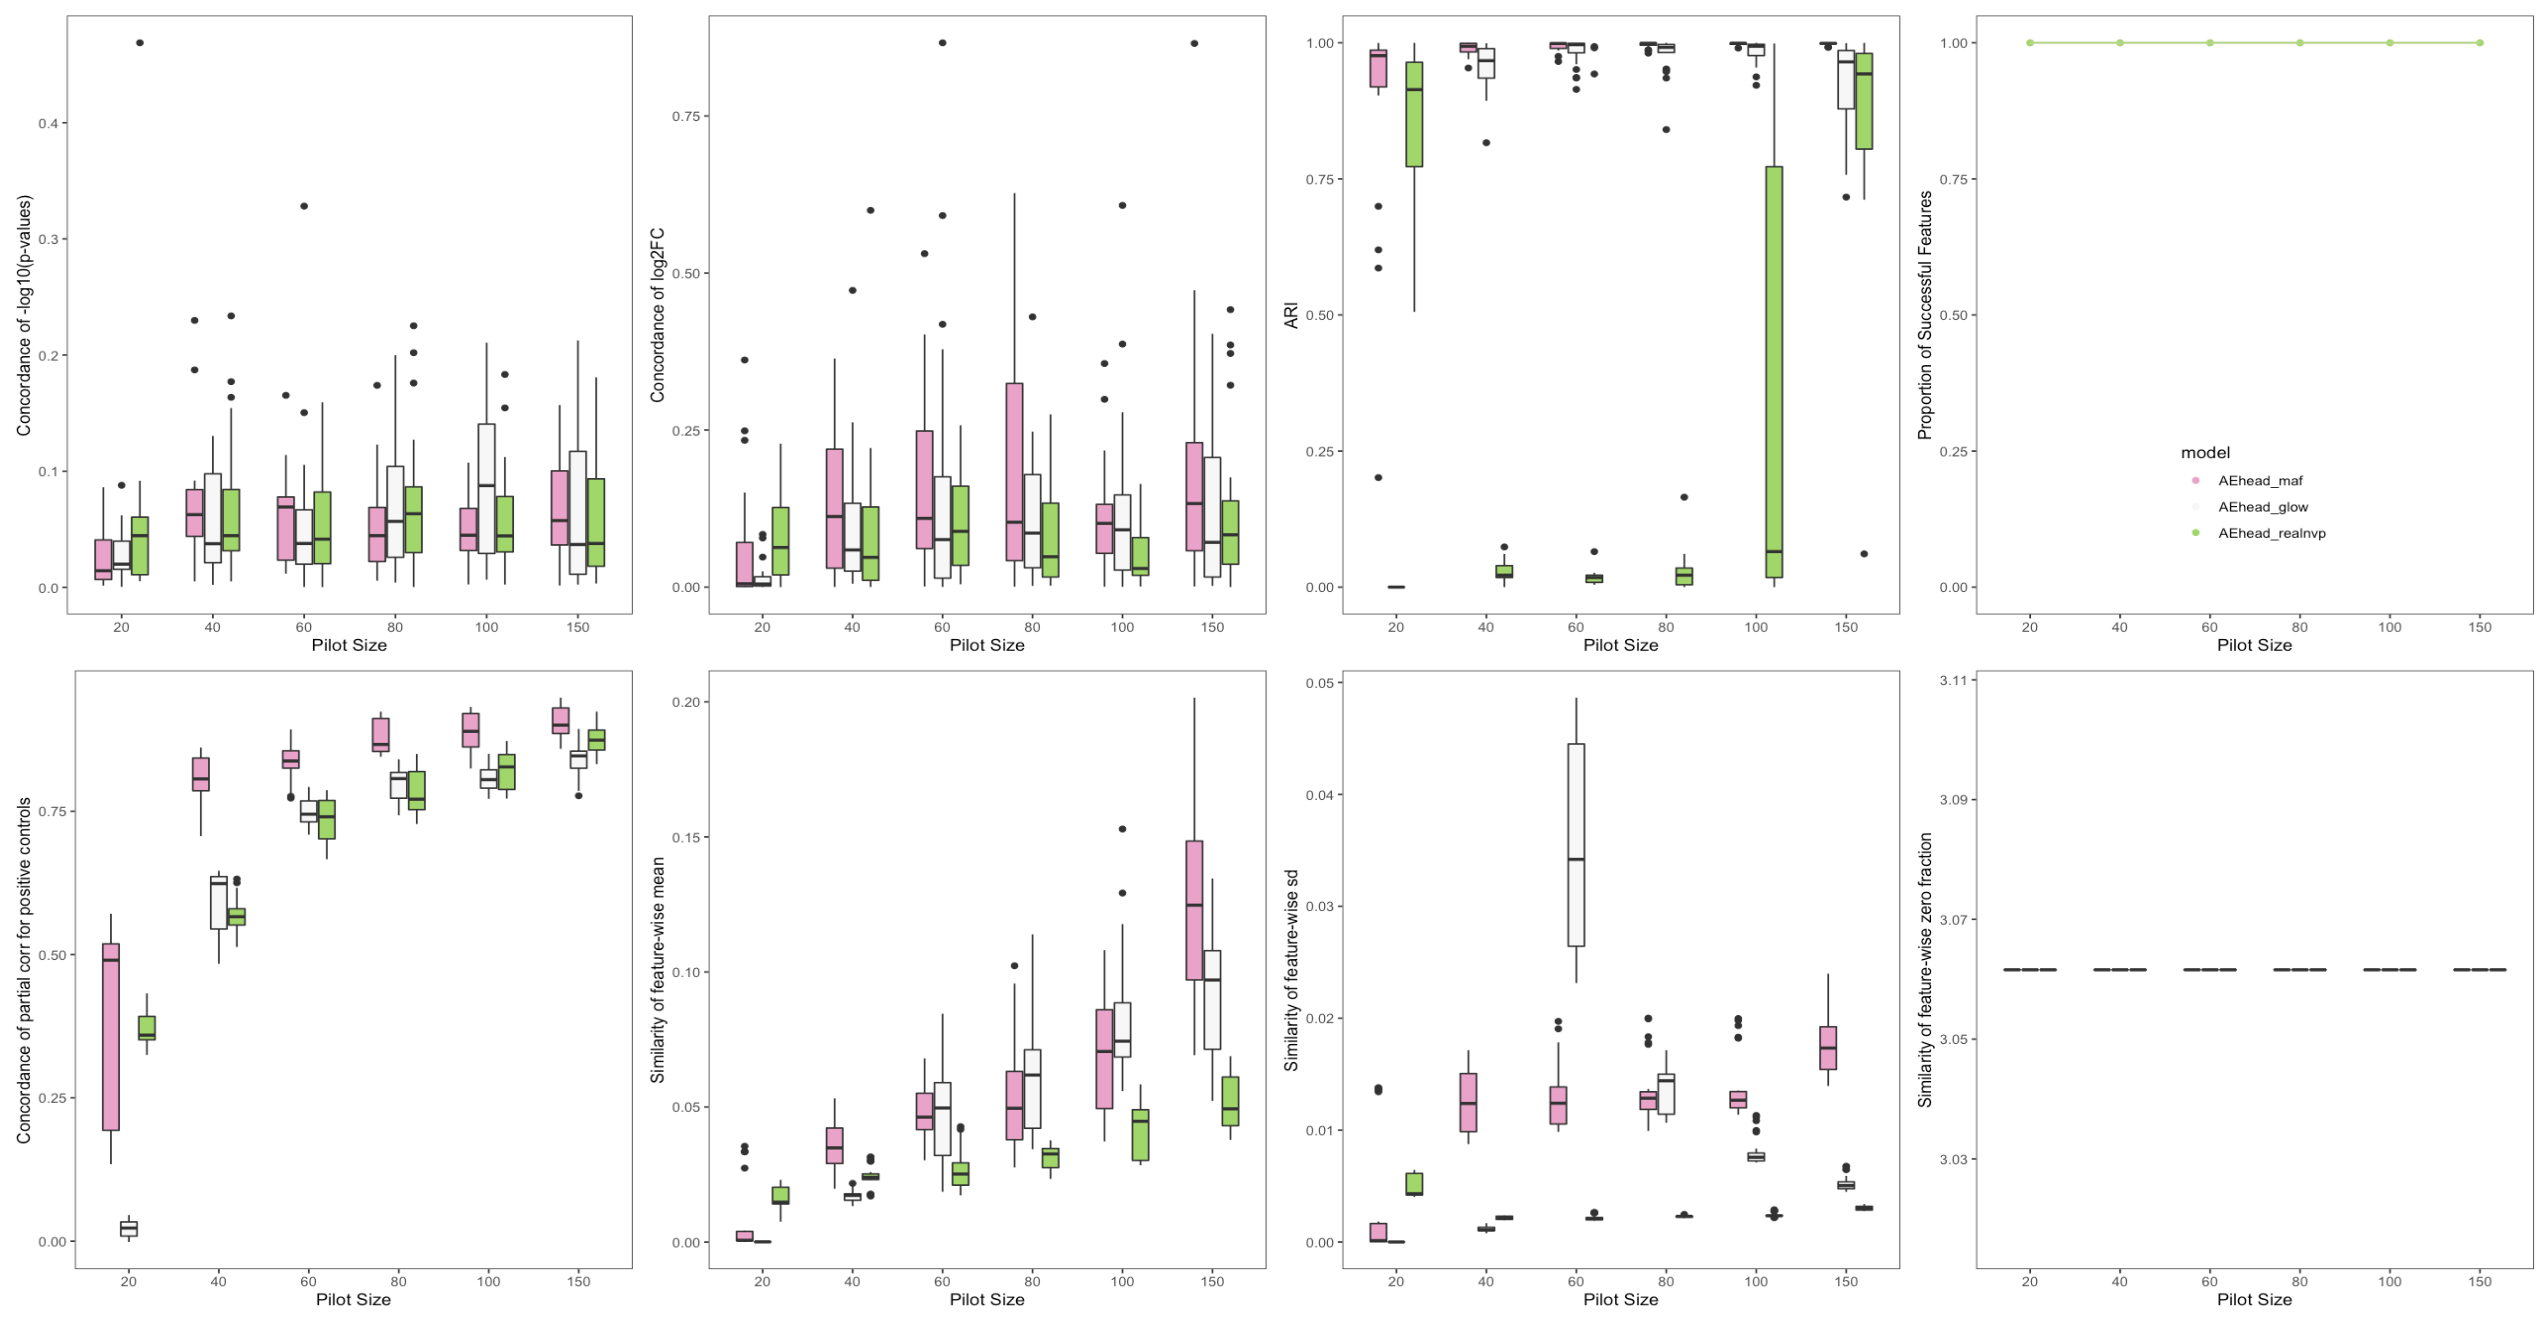 Concordance of -log10(p-values)
0.4
0.3
0.2
0.1
0.0
20 40 60 80 100 150
Pilot Size
Concordance of log2FC
0.75
0.50
0.25
0.00
20 40 60 80 100 150
Pilot Size
ARI
1.00
0.75
0.50
0.25
0.00
20 40 60 80 100 150
Pilot Size
Proportion of Successful Features
1.00
0.75
0.50
0.25
0.00
model
AEhead_maf
AEhead_glow
AEhead_realnvp
20 40 60 80 100 150
Pilot Size
Concordance of partial corr for positive controls
0.75
0.50
0.25
0.00
20 40 60 80 100 150
Pilot Size
Similarity of feature-wise mean
0.20
0.15
0.10
0.05
0.00
20 40 60 80 100 150
Pilot Size
Similarity of feature-wise sd
0.05
0.04
0.03
0.02
0.01
0.00
20 40 60 80 100 150
Pilot Size
Similarity of feature-wise zero fraction
3.11
3.09
3.07
3.05
3.03
20 40 60 80 100 150
Pilot Size